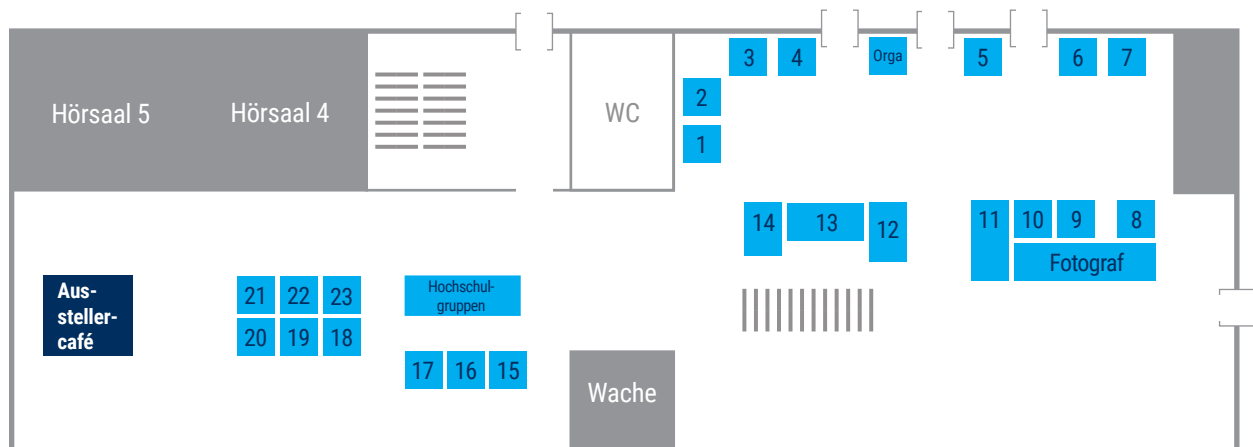 3
4
Orga
5
6
7
Hörsaal 5
Hörsaal 4
WC
2
1
14
13
12
11
10
9
8
Fotograf
Aus-
steller-
café
21
22
23
20
19
18
Hochschul-
gruppen
17
16
15
Wache